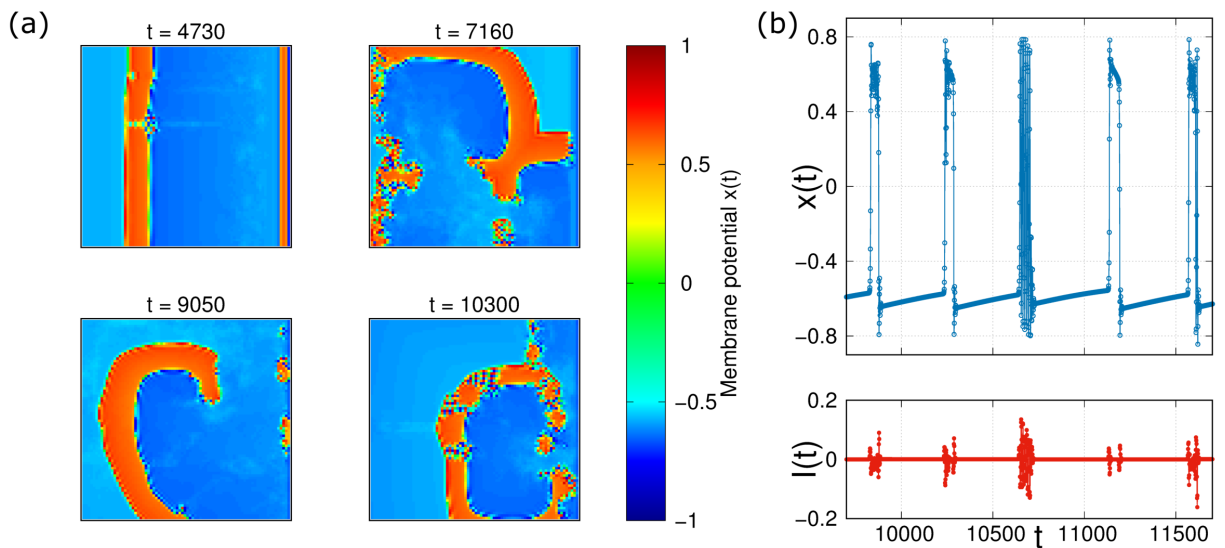 (a)
t = 4730
t = 7160
t = 9050
t = 10300
1
0.5
0
−0.5
−1
Membrane potential x(t)
(b)
0.8
0.4
0
−0.4
−0.8
x(t)
0.2
0
−0.2
I(t)
10000
10500
11000
11500
t